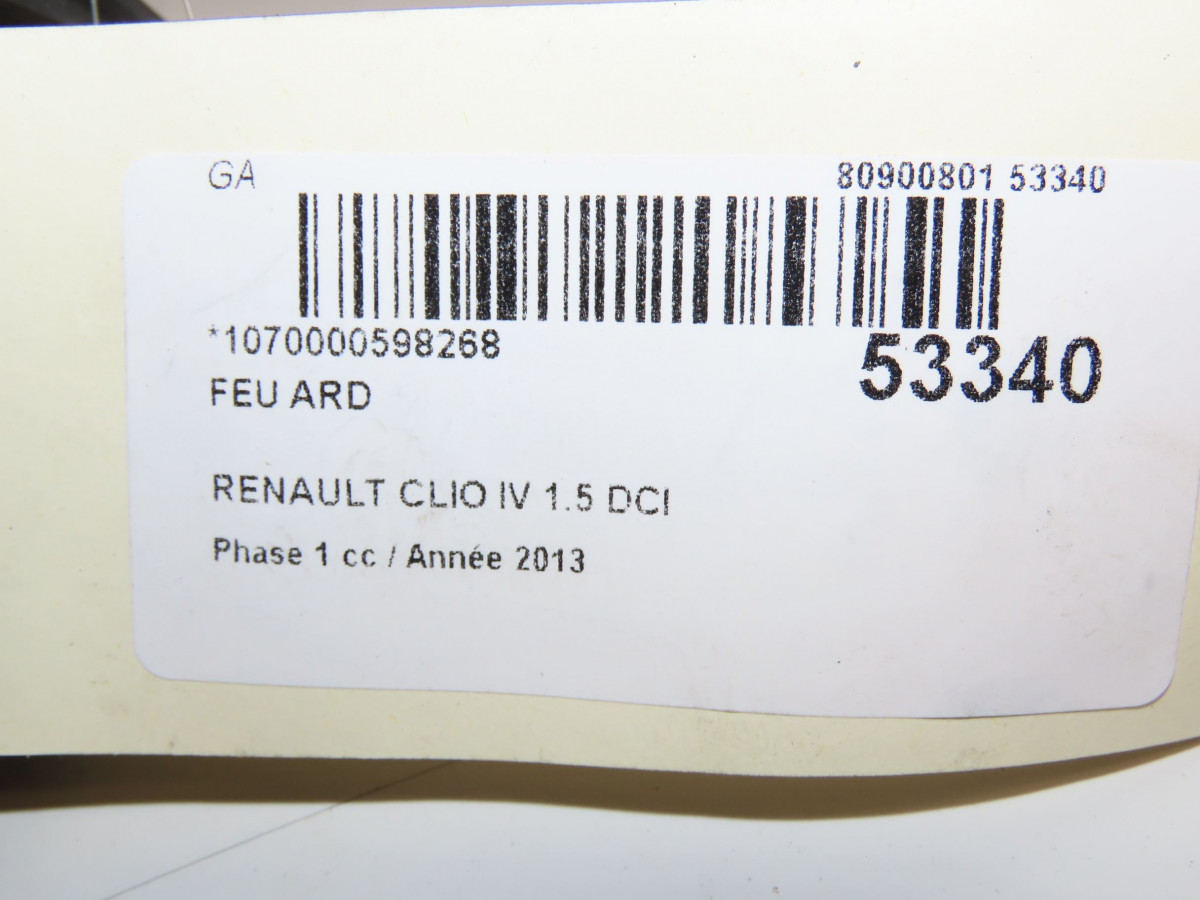 GA
80900801 53340
*1070000598268
53340
FEU ARD
RENAULT CLIO IV 1.5 DCI
Phase 1 cc / Année 2013